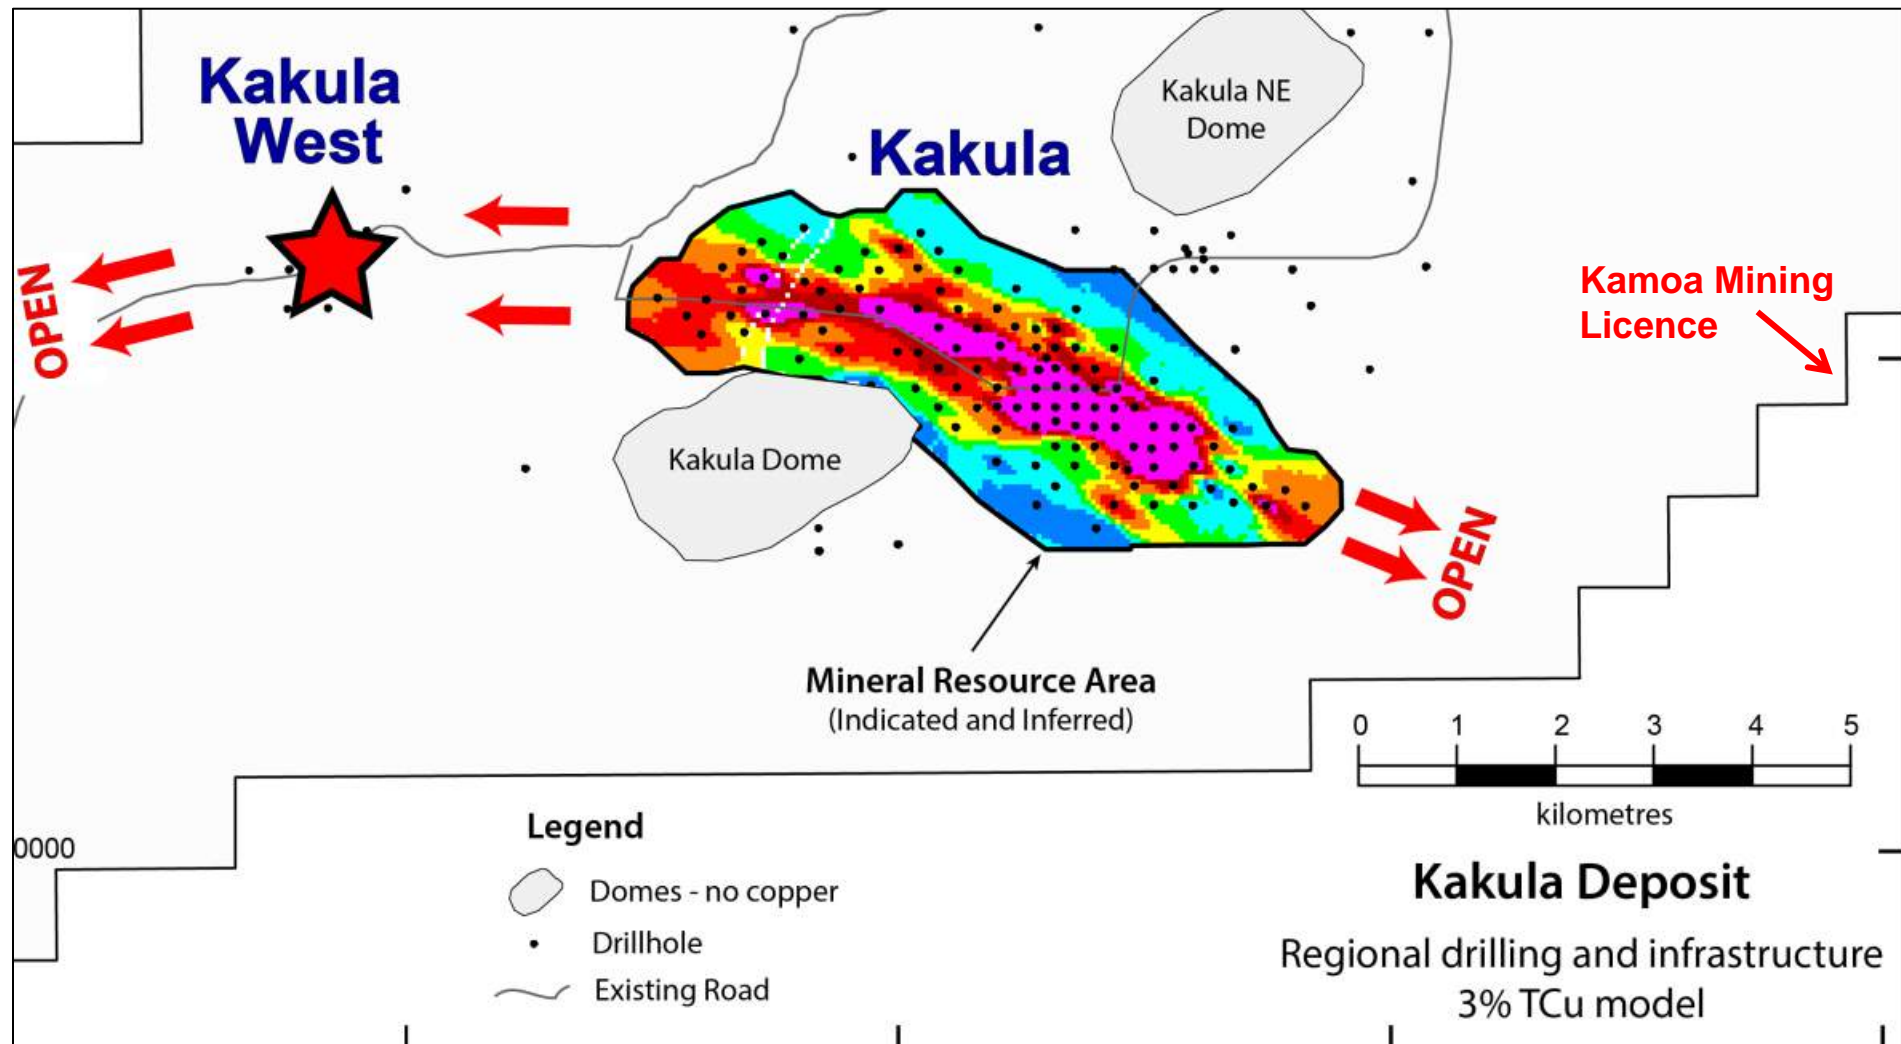 Kakula
West
Kakula
Kakula NE
Dome
OPEN
Kamoa Mining
Licence
Kakula Dome
OPEN
Mineral Resource Area
(Indicated and Inferred)
0 1 2 3 4 5
kilometres
Legend
0000
Domes - no copper
Drillhole
Existing Road
Kakula Deposit
Regional drilling and infrastructure
3% TCu model